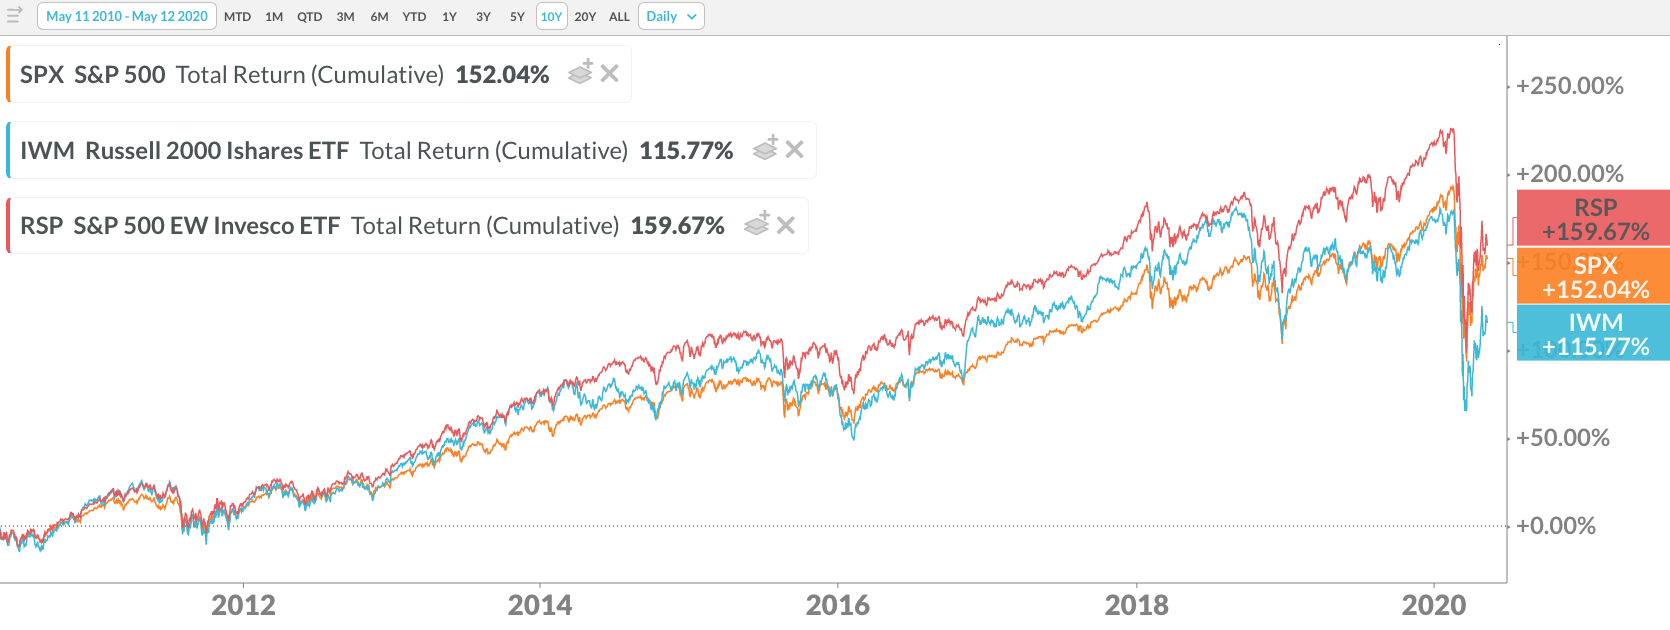 May 11 2010 - May 12 2020 MTD 1M QTD 3M 6M YTD 1Y 3Y 5Y 10Y 20Y ALL Daily
SPX S&P 500 Total Return (Cumulative) 152.04%
IWM Russell 2000 Ishares ETF Total Return (Cumulative) 115.77%
RSP S&P 500 EW Invesco ETF Total Return (Cumulative) 159.67%
+250.00%
+200.00%
RSP
+159.67%
+150.00%
SPX
+152.04%
IWM
+115.77%
+50.00%
+0.00%
2012 2014 2016 2018 2020